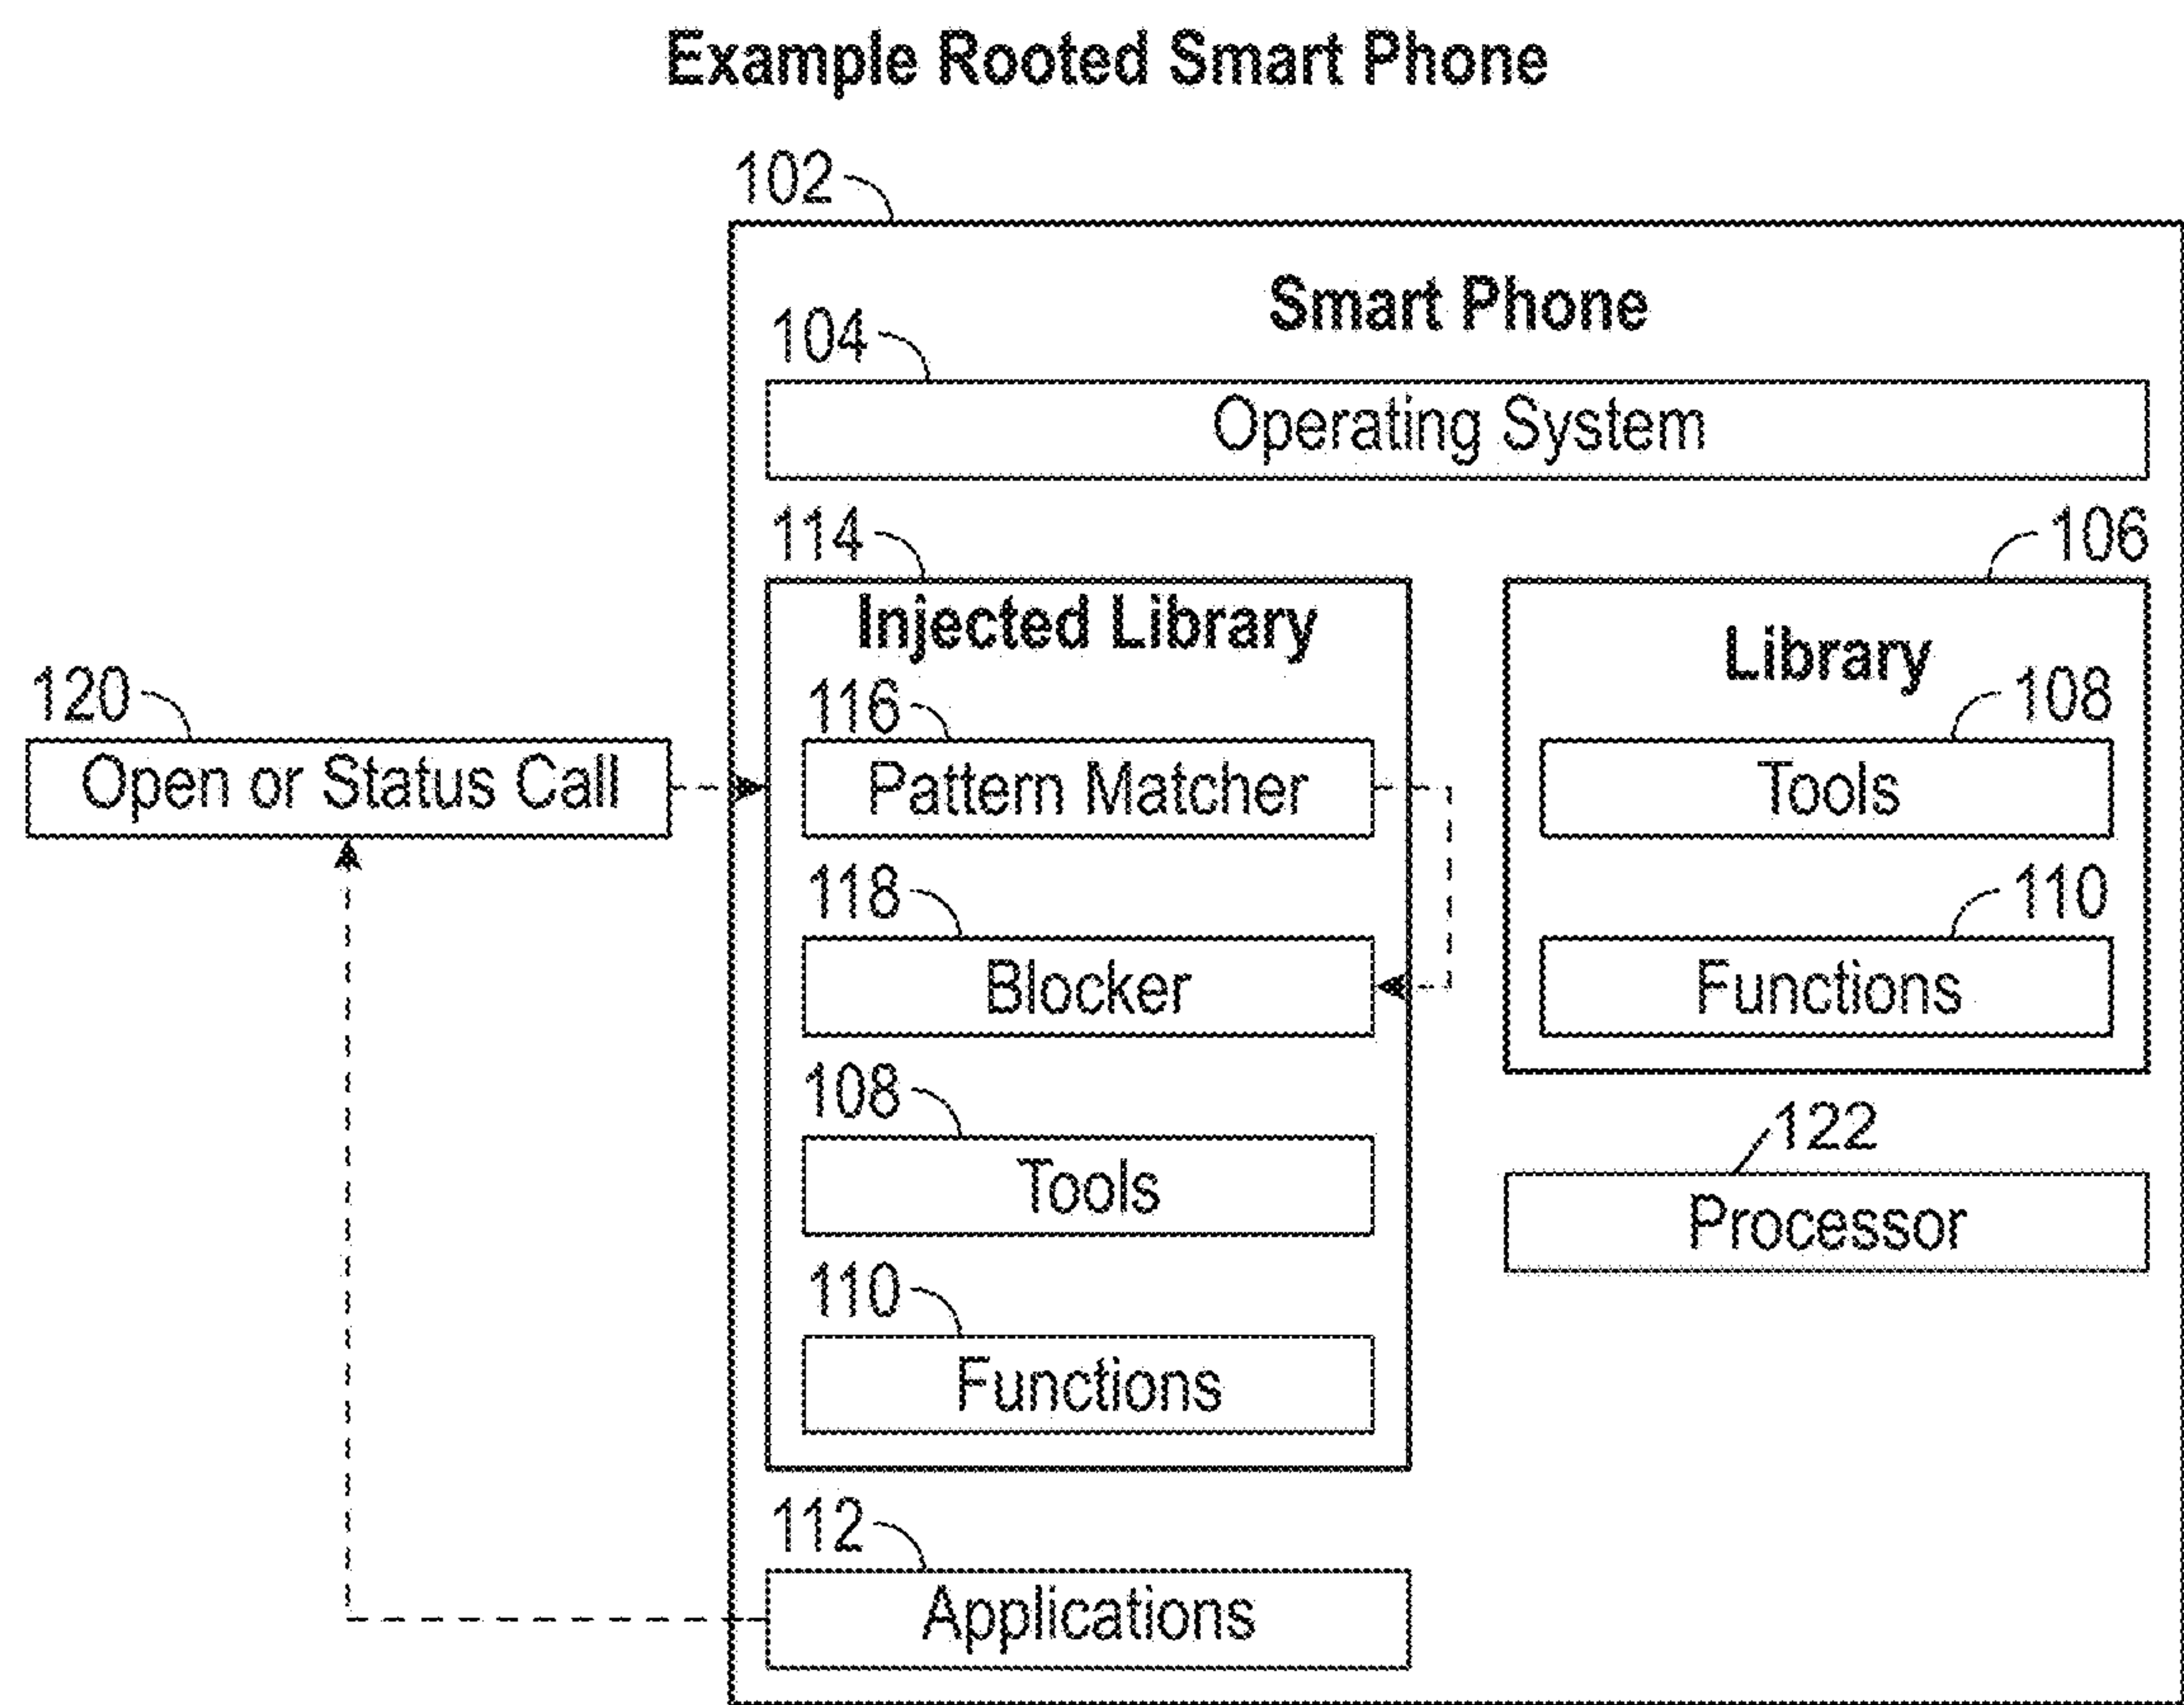 Example Rooted Smart Phone
102
Smart Phone
104
Operating System
114
106
Injected Library
Library
120
116
108
Open or Status Call
Pattern Matcher
Tools
118
110
Blocker
Functions
108
122
Tools
Processor
110
Functions
112
Applications